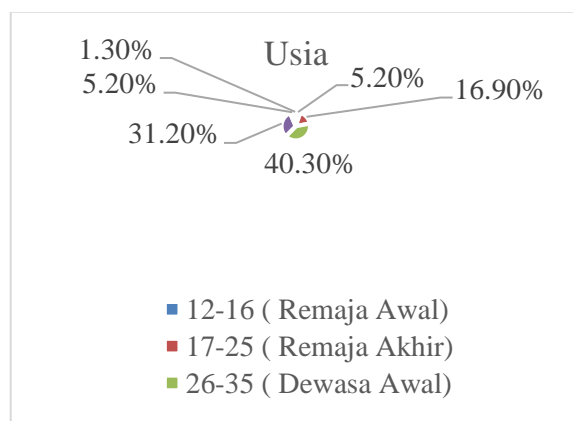 Usia
1.30%
5.20%
5.20%
16.90%
31.20%
40.30%
12-16 ( Remaja Awal)
17-25 ( Remaja Akhir)
26-35 ( Dewasa Awal)